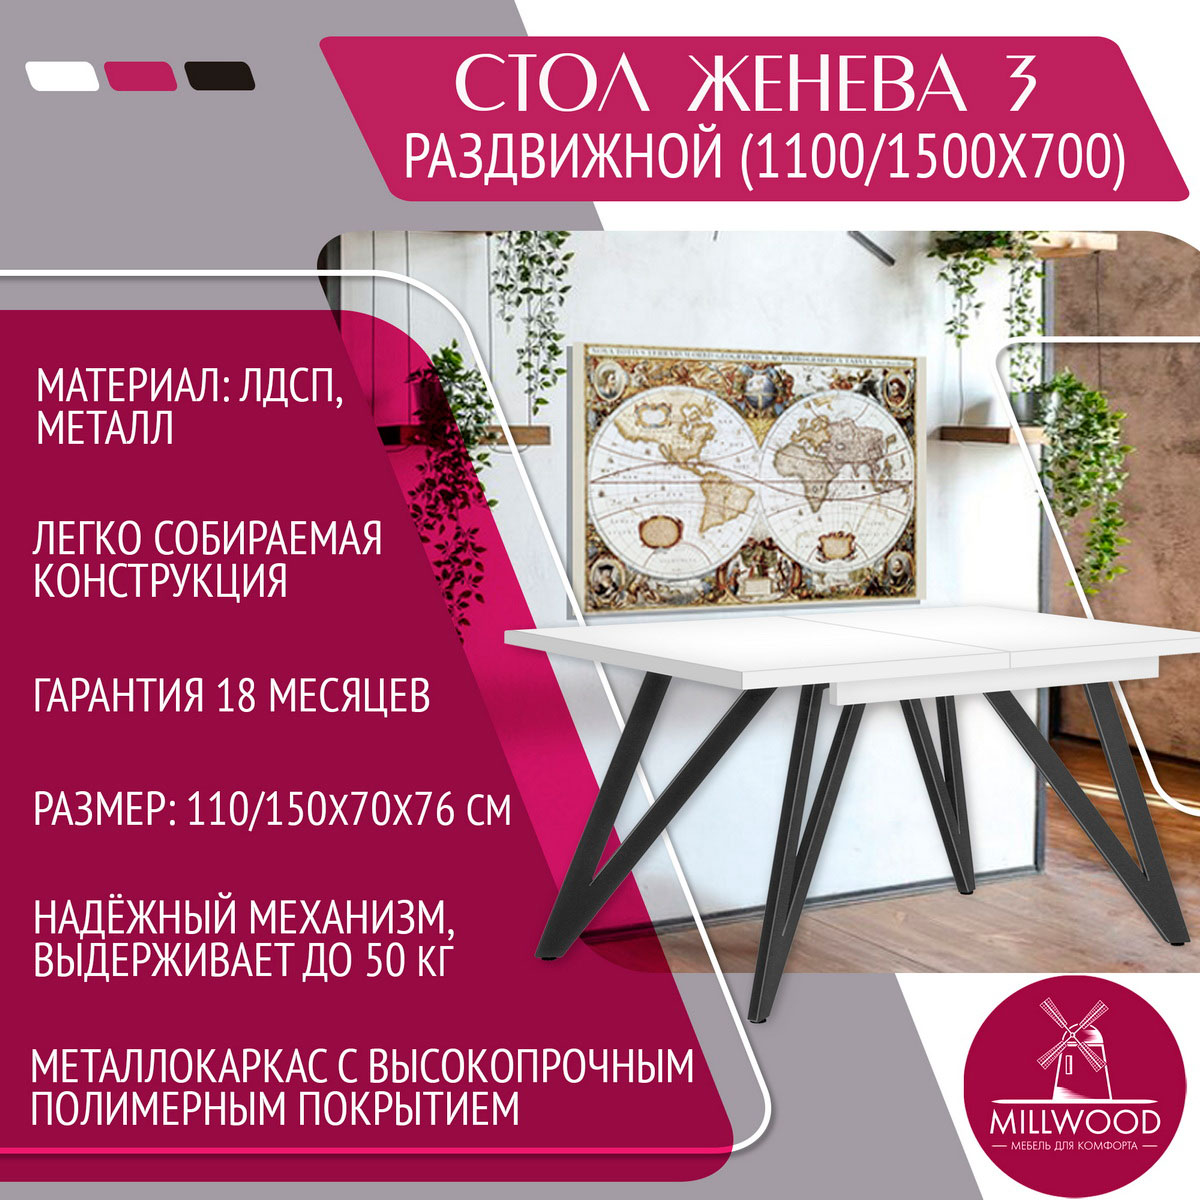 СТОЛ ЖЕНЕВА 3
РАЗДВИЖНОЙ (1100/1500Х700)
МАТЕРИАЛ: ЛДСП,
МЕТАЛЛ
ЛЕГКО СОБИРАЕМАЯ
КОНСТРУКЦИЯ
ГАРАНТИЯ 18 МЕСЯЦЕВ
РАЗМЕР: 110/150Х70Х76 СМ
НАДЁЖНЫЙ МЕХАНИЗМ,
ВЫДЕРЖИВАЕТ ДО 50 КГ
МЕТАЛЛОКАРКАС С ВЫСОКОПРОЧНЫМ
ПОЛИМЕРНЫМ ПОКРЫТИЕМ
MILLWOOD
— МЕБЕЛЬ ДЛЯ КОМФОРТА —